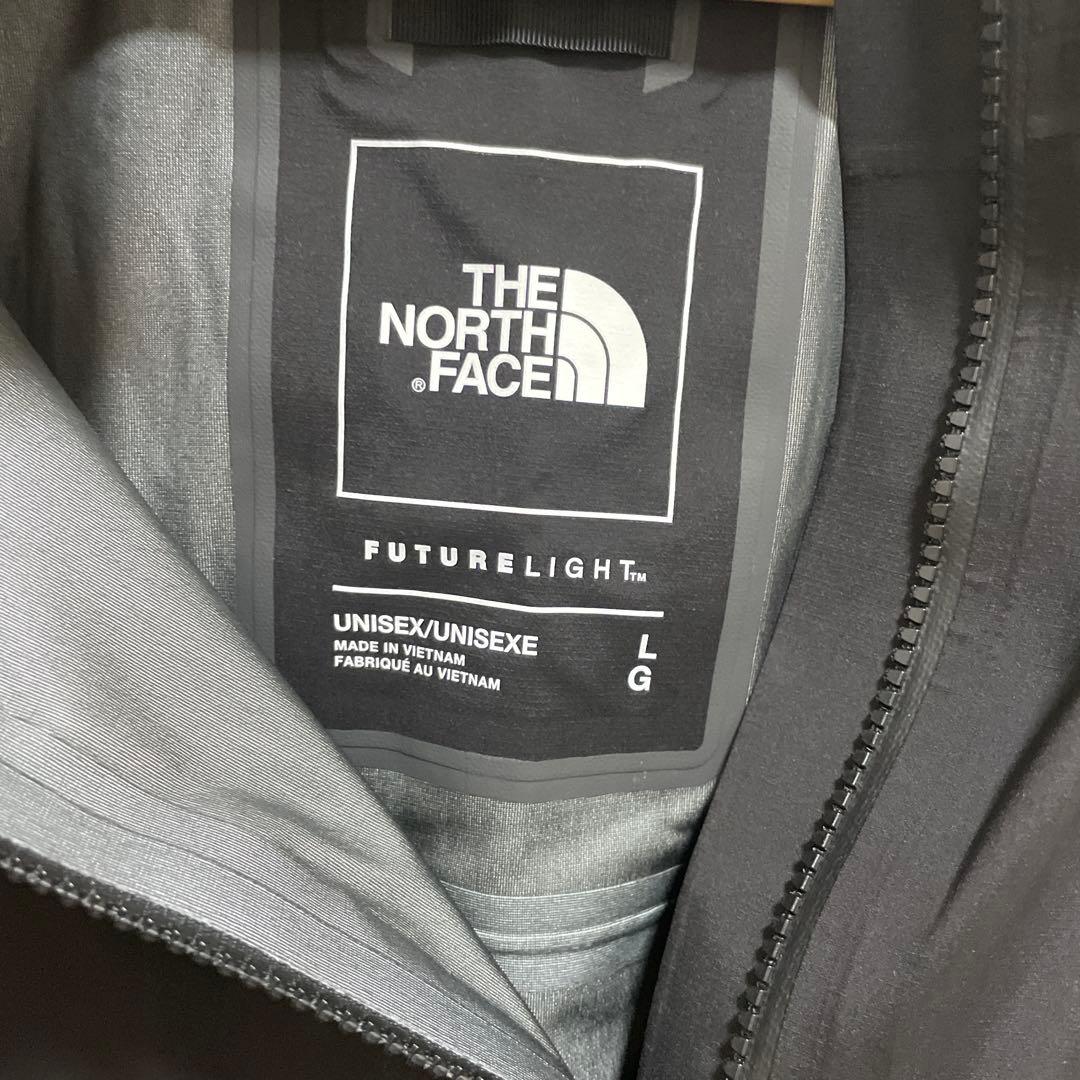 THE
NORTH
® FACE
FUTURELIGHT™
UNISEX/UNISEXE L
MADE IN VIETNAM
FABRIQUÉ AU VIETNAM G